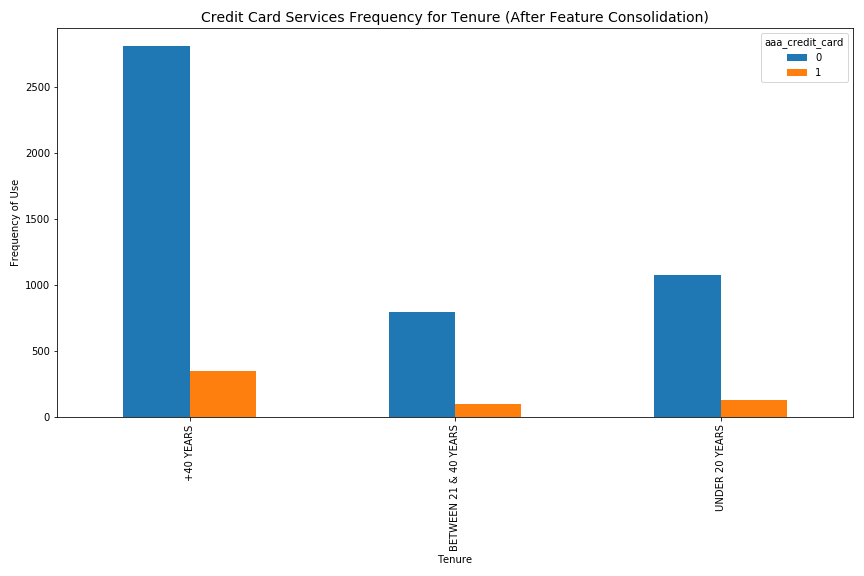 Credit Card Services Frequency for Tenure (After Feature Consolidation)
aaa_credit_card
0
1
Frequency of Use
2500
2000
1500
1000
500
0
+40 YEARS
BETWEEN 21 & 40 YEARS
UNDER 20 YEARS
Tenure